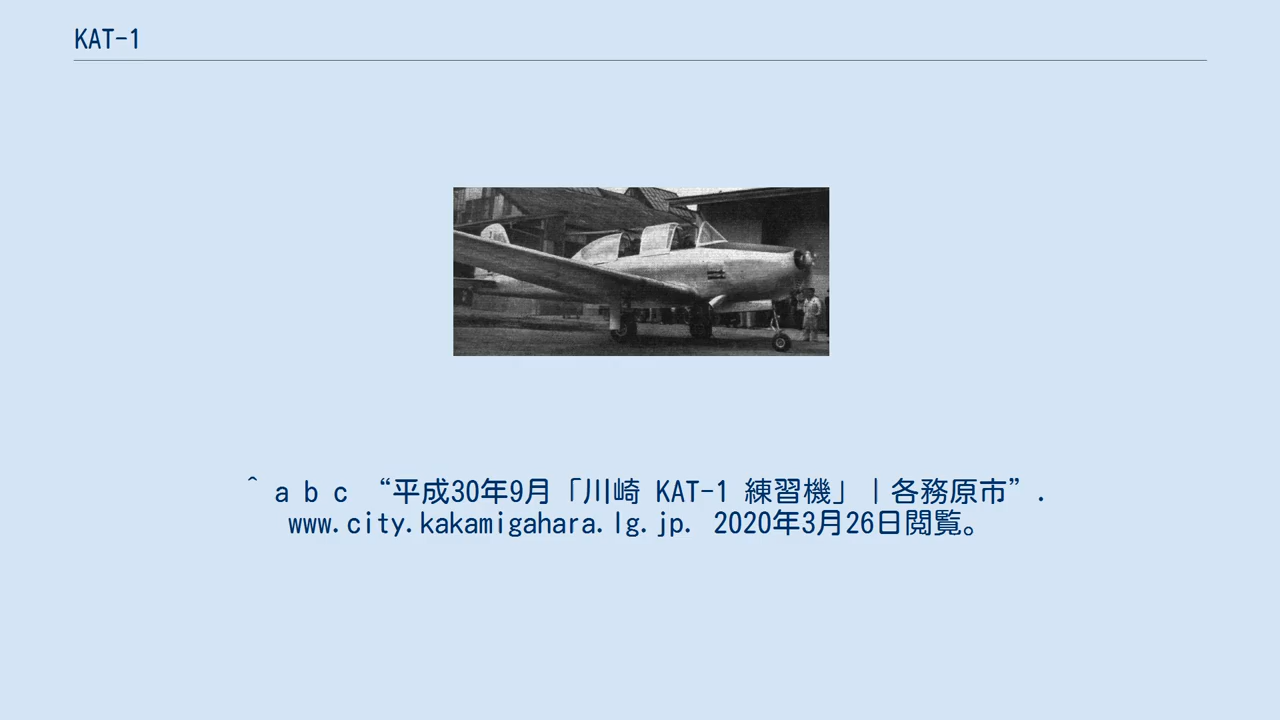 KAT-1
^ a b c “平成30年9月「川崎 KAT-1 練習機」|各務原市”.
www.city.kakamigahara.lg.jp. 2020年3月26日閲覧。